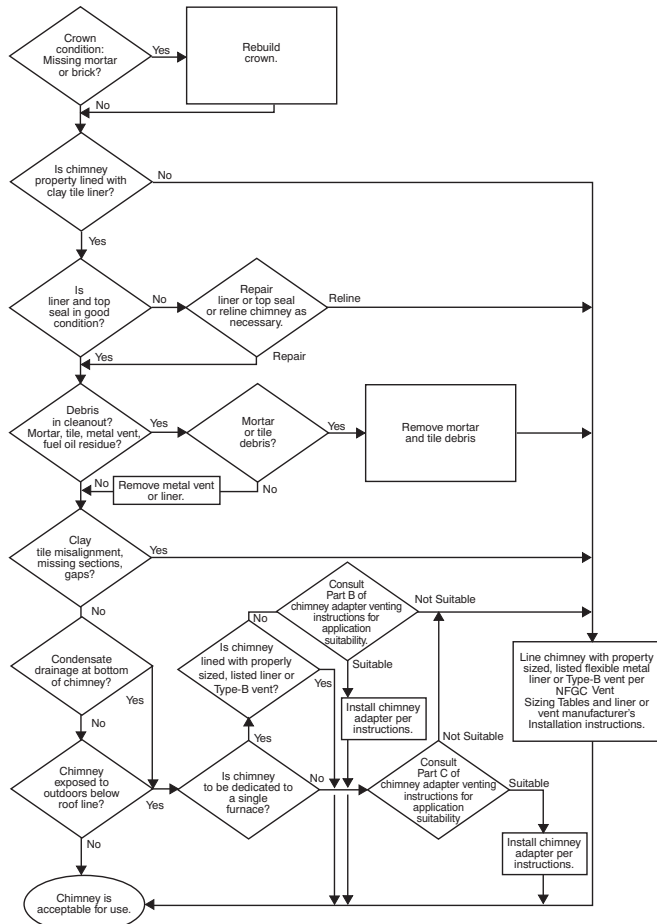 Crown
condition:
Missing mortar
or brick?
Yes
Rebuild
crown.
No
Is chimney
property lined with
clay tile liner?
No
Yes
Is
liner and top
seal in good
condition?
No
Repair
liner or top seal
or reline chimney as
necessary.
Reline
Yes
Repair
Debris
in cleanout?
Mortar, tile, metal vent,
fuel oil residue?
Yes
Mortar
or tile
debris?
Yes
Remove mortar
and tile debris
No
Remove metal vent
or liner.
No
Clay
tile misalignment,
missing sections,
gaps?
Yes
No
Consult
Part B of
chimney adapter venting
instructions for
application
suitability.
Not Suitable
No
Suitable
Condensate
drainage at bottom
of chimney?
Yes
No
Is chimney
lined with properly
sized, listed liner or
Type-B vent?
Yes
Install chimney
adapter per
instructions.
Line chimney with property
sized, listed flexible metal
liner or Type-B vent per
NFGC Vent
Sizing Tables and liner or
vent manufacturer's
Installation instructions.
Not Suitable
Yes
Chimney
exposed to
outdoors below
roof line?
Yes
Is chimney
to be dedicated to
a single
furnace?
No
Consult
Part C of
chimney adapter venting
instructions for
application
suitability
Suitable
No
Install chimney
adapter per
instructions.
Chimney is
acceptable for use.